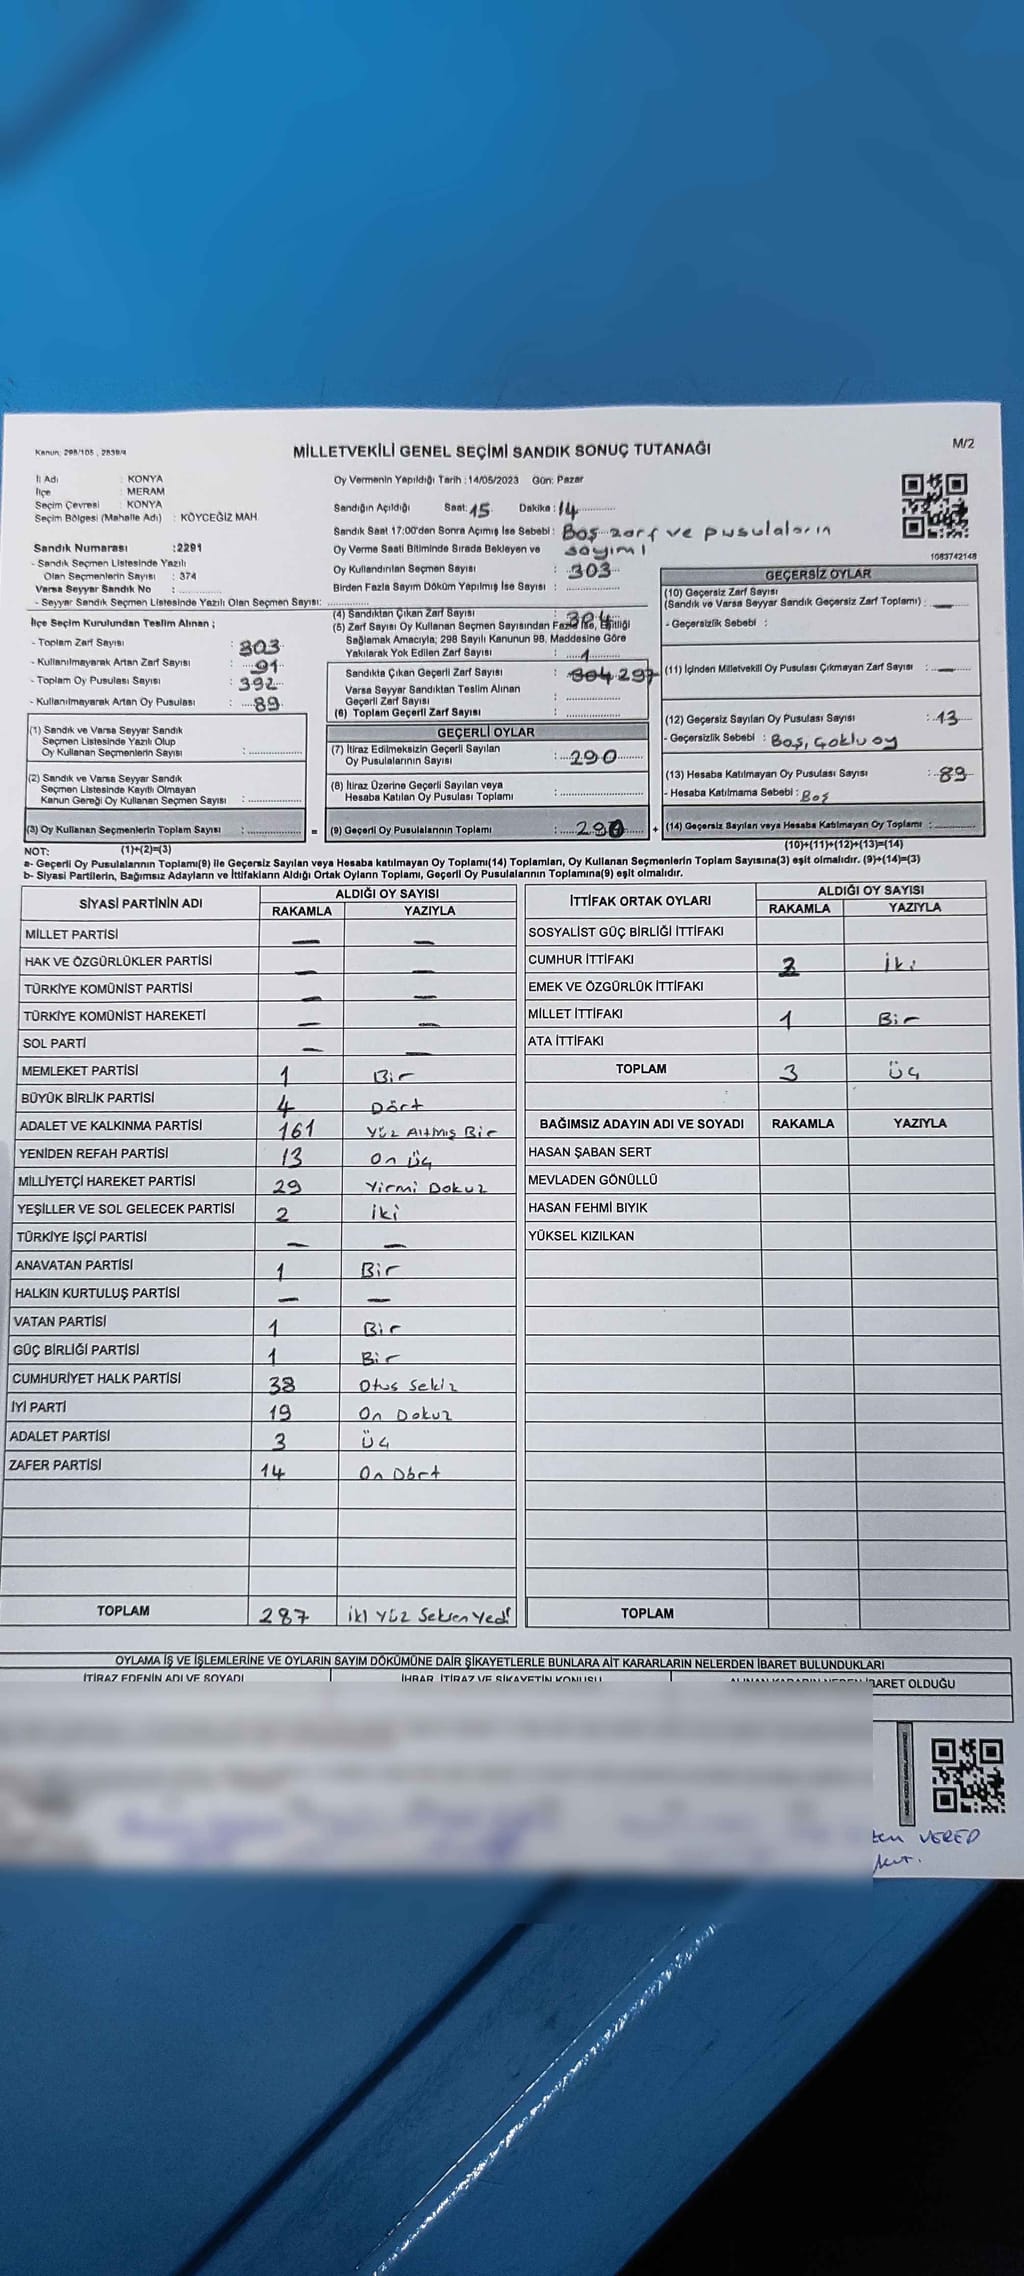 Kanun, 298/105 , 2839/4
MİLLETVEKİLİ GENEL SEÇİMİ SANDIK SONUÇ TUTANAĞI
M/2
İl Adı : KONYA
İlçe : MERAM
Seçim Çevresi : KONYA
Seçim Bölgesi (Mahalle Adı) : KÖYCEĞİZ MAH.
Sandık Numarası :2291
- Sandık Seçmen Listesinde Yazılı
Olan Seçmenlerin Sayısı : 374
Varsa Seyyar Sandık No :
- Seyyar Sandık Seçmen Listesinde Yazılı Olan Seçmen Sayısı:
İlçe Seçim Kurulundan Teslim Alınan ;
- Toplam Zarf Sayısı : 303
- Kullanılmayarak Artan Zarf Sayısı : 91
- Toplam Oy Pusulası Sayısı : 392
- Kullanılmayarak Artan Oy Pusulası : 89
(1) Sandık ve Varsa Seyyar Sandık
Seçmen Listesinde Yazılı Olup
Oy Kullanan Seçmenlerin Sayısı :
(2) Sandık ve Varsa Seyyar Sandık
Seçmen Listesinde Kayıtlı Olmayan
Kanun Gereği Oy Kullanan Seçmen Sayısı :
(3) Oy Kullanan Seçmenlerin Toplam Sayısı : =
Oy Vermenin Yapıldığı Tarih : 14/05/2023 Gün: Pazar
Sandığın Açıldığı Saat: 15 Dakika : 14
Sandık Saat 17:00'den Sonra Açımış İse Sebebi : Boş zarf ve pusulaların
sayımı
Oy Verme Saati Bitiminde Sırada Bekleyen ve
Oy Kullandırılan Seçmen Sayısı : 303
Birden Fazla Sayım Döküm Yapılmış İse Sayısı :
(4) Sandıktan Çıkan Zarf Sayısı : 304
(5) Zarf Sayısı Oy Kullanan Seçmen Sayısından Fazla İse, Eşitliği
Sağlamak Amacıyla; 298 Sayılı Kanunun 98. Maddesine Göre
Yakılarak Yok Edilen Zarf Sayısı : 1
Sandıkta Çıkan Geçerli Zarf Sayısı : 304 297
Varsa Seyyar Sandıktan Teslim Alınan
Geçerli Zarf Sayısı :
(6) Toplam Geçerli Zarf Sayısı :
GEÇERLİ OYLAR
(7) İtiraz Edilmeksizin Geçerli Sayılan
Oy Pusulalarının Sayısı : 290
(8) İtiraz Üzerine Geçerli Sayılan veya
Hesaba Katılan Oy Pusulası Toplamı :
(9) Geçerli Oy Pusulalarının Toplamı : 290 +
1083742148
GEÇERSİZ OYLAR
(10) Geçersiz Zarf Sayısı
(Sandık ve Varsa Seyyar Sandık Geçersiz Zarf Toplamı) : —
- Geçersizlik Sebebi :
(11) İçinden Milletvekili Oy Pusulası Çıkmayan Zarf Sayısı : —
(12) Geçersiz Sayılan Oy Pusulası Sayısı : 13
- Geçersizlik Sebebi : Boş, Çoklu oy
(13) Hesaba Katılmayan Oy Pusulası Sayısı : 89
- Hesaba Katılmama Sebebi : Boş
(14) Geçersiz Sayılan veya Hesaba Katılmayan Oy Toplamı :
NOT: (1)+(2)=(3) (10)+(11)+(12)+(13)=(14)
a- Geçerli Oy Pusulalarının Toplamı(9) ile Geçersiz Sayılan veya Hesaba katılmayan Oy Toplamı(14) Toplamları, Oy Kullanan Seçmenlerin Toplam Sayısına(3) eşit olmalıdır. (9)+(14)=(3)
b- Siyasi Partilerin, Bağımsız Adayların ve İttifakların Aldığı Ortak Oyların Toplamı, Geçerli Oy Pusulalarının Toplamına(9) eşit olmalıdır.
SİYASİ PARTİNİN ADI ALDIĞI OY SAYISI
RAKAMLA YAZIYLA
MİLLET PARTİSİ — —
HAK VE ÖZGÜRLÜKLER PARTİSİ — —
TÜRKİYE KOMÜNİST PARTİSİ — —
TÜRKİYE KOMÜNİST HAREKETİ — —
SOL PARTİ — —
MEMLEKET PARTİSİ 1 Bir
BÜYÜK BİRLİK PARTİSİ 4 Dört
ADALET VE KALKINMA PARTİSİ 161 Yüz Altmış Bir
YENİDEN REFAH PARTİSİ 13 On üç
MİLLİYETÇİ HAREKET PARTİSİ 29 Yirmi Dokuz
YEŞİLLER VE SOL GELECEK PARTİSİ 2 iki
TÜRKİYE İŞÇİ PARTİSİ — —
ANAVATAN PARTİSİ 1 Bir
HALKIN KURTULUŞ PARTİSİ — —
VATAN PARTİSİ 1 Bir
GÜÇ BİRLİĞİ PARTİSİ 1 Bir
CUMHURİYET HALK PARTİSİ 38 Otus Sekiz
İYİ PARTİ 19 On Dokuz
ADALET PARTİSİ 3 üç
ZAFER PARTİSİ 14 On Dört
TOPLAM 287 iki Yüz Seksen Yedi
İTTİFAK ORTAK OYLARI ALDIĞI OY SAYISI
RAKAMLA YAZIYLA
SOSYALİST GÜÇ BİRLİĞİ İTTİFAKI
CUMHUR İTTİFAKI 2 iki
EMEK VE ÖZGÜRLÜK İTTİFAKI
MİLLET İTTİFAKI 1 Bir
ATA İTTİFAKI
TOPLAM 3 üç
BAĞIMSIZ ADAYIN ADI VE SOYADI RAKAMLA YAZIYLA
HASAN ŞABAN SERT
MEVLADEN GÖNÜLLÜ
HASAN FEHMİ BIYIK
YÜKSEL KIZILKAN
TOPLAM
OYLAMA İŞ VE İŞLEMLERİNE VE OYLARIN SAYIM DÖKÜMÜNE DAİR ŞİKAYETLERLE BUNLARA AİT KARARLARIN NELERDEN İBARET BULUNDUKLARI
İTİRAZ EDENİN ADI VE SOYADI İHBAR, İTİRAZ VE ŞİKAYETİN KONUSU İBARET OLDUĞU
VERED